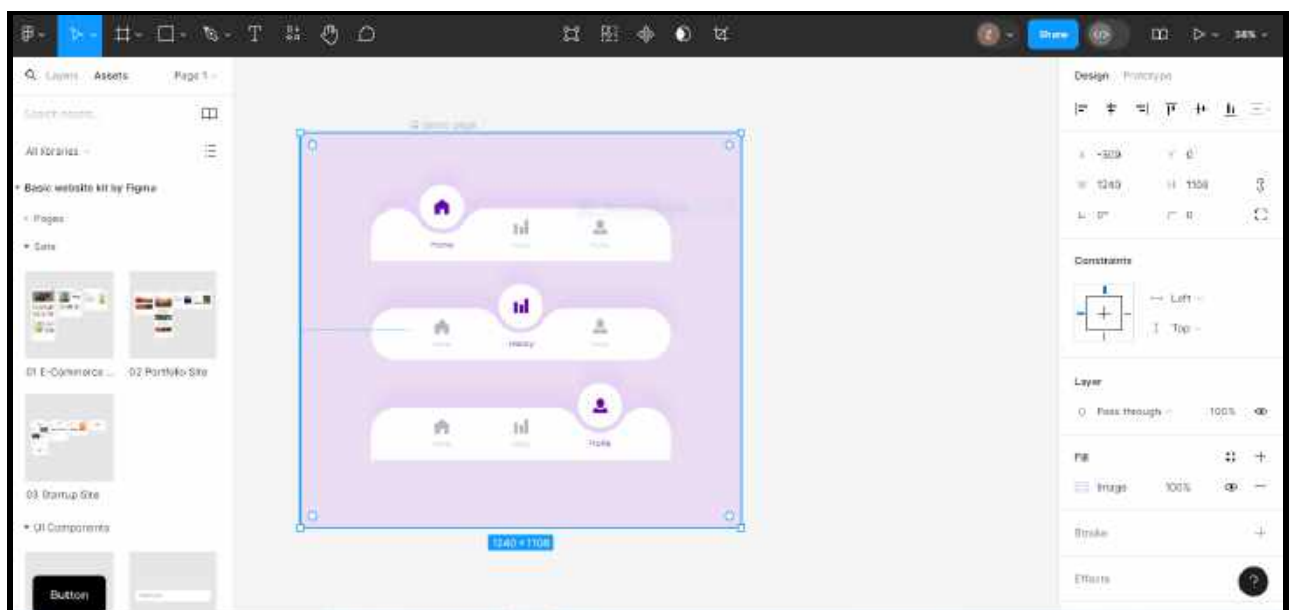 Share
38%
Layers Assets Page 1
Design Prototype
All libraries
Basic website kit by Figma
Pages
X -809 Y 0
W 1240 H 1108
0° 0
Constraints
Left
Top
Layer
Pass through 100%
Fill
Image 100%
Stroke
Effects
Home
History
Profile
1240 × 1108
01 E-Commerce ...
02 Portfolio Site
03 Startup Site
UI Components
Button
?